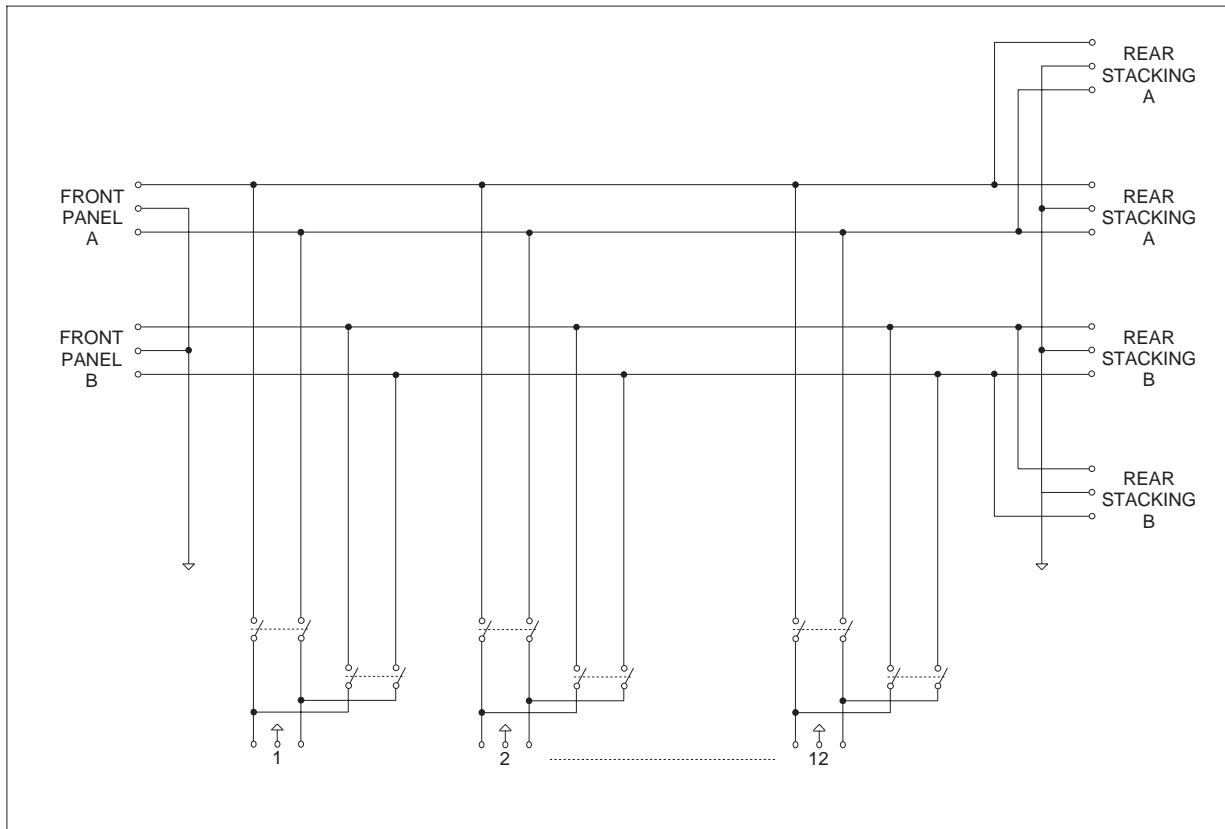 REAR
STACKING
A
FRONT
PANEL
A
REAR
STACKING
A
FRONT
PANEL
B
REAR
STACKING
B
REAR
STACKING
B
1
2
12